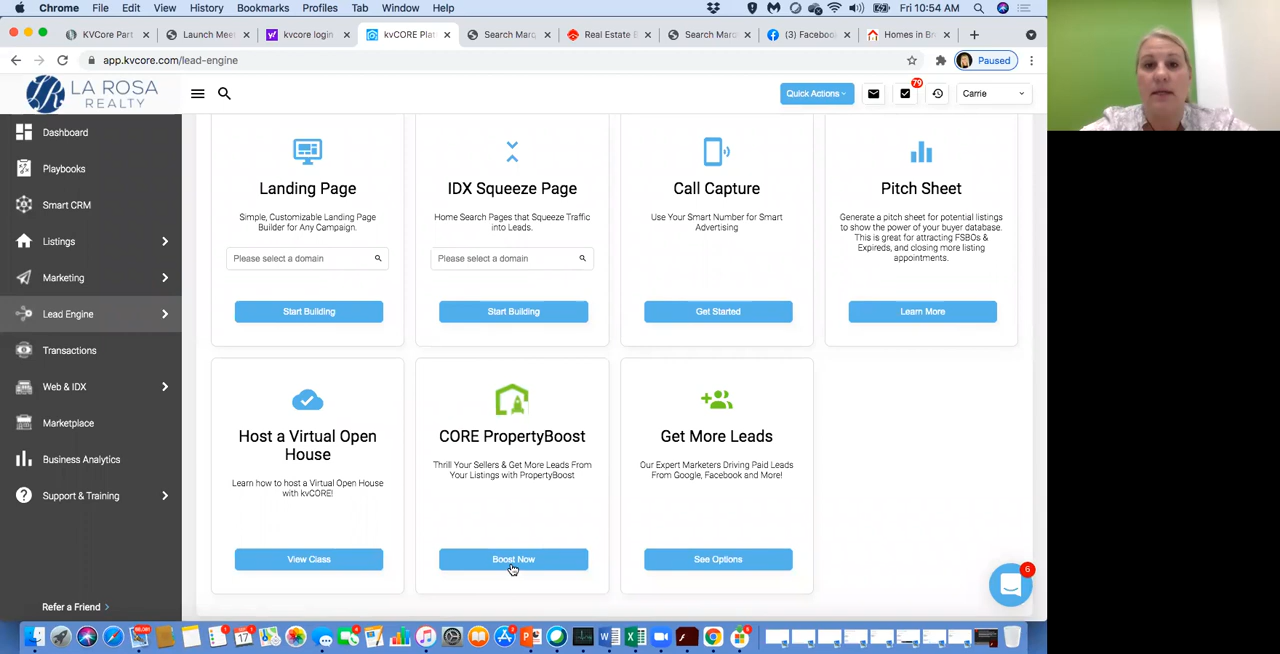 Chrome File Edit View History Bookmarks Profiles Tab Window Help
Fri 10:54 AM
KVCore Part
Launch Mee
kvcore login
kvCORE Pla
Search Marc
Real Estate E
Search Marc
(3) Faceboo
Homes in Br
app.kvcore.com/lead-engine
Paused
LA ROSA
REALTY
Quick Actions
79
Carrie
Dashboard
Playbooks
Smart CRM
Listings
Marketing
Lead Engine
Transactions
Web & IDX
Marketplace
Business Analytics
Support & Training
Refer a Friend
Landing Page
Simple, Customizable Landing Page
Builder for Any Campaign.
Please select a domain
Start Building
IDX Squeeze Page
Home Search Pages that Squeeze Traffic
into Leads.
Please select a domain
Start Building
Call Capture
Use Your Smart Number for Smart
Advertising
Get Started
Pitch Sheet
Generate a pitch sheet for potential listings
to show the power of your buyer database.
This is great for attracting FSBOs &
Expireds, and closing more listing
appointments.
Learn More
Host a Virtual Open
House
Learn how to host a Virtual Open House
with kvCORE!
View Class
CORE PropertyBoost
Thrill Your Sellers & Get More Leads From
Your Listings with PropertyBoost
Boost Now
Get More Leads
Our Expert Marketers Driving Paid Leads
From Google, Facebook and More!
See Options
6
17